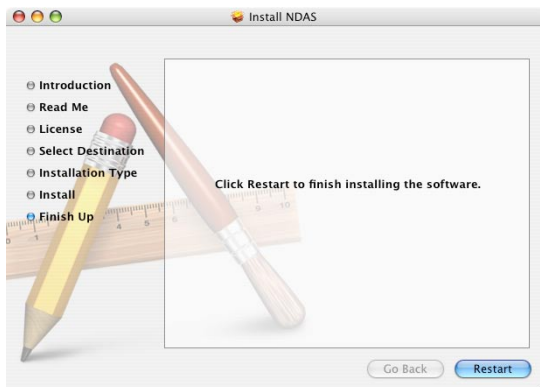 Install NDAS
Introduction
Read Me
License
Select Destination
Installation Type
Install
Finish Up
Click Restart to finish installing the software.
Go Back
Restart